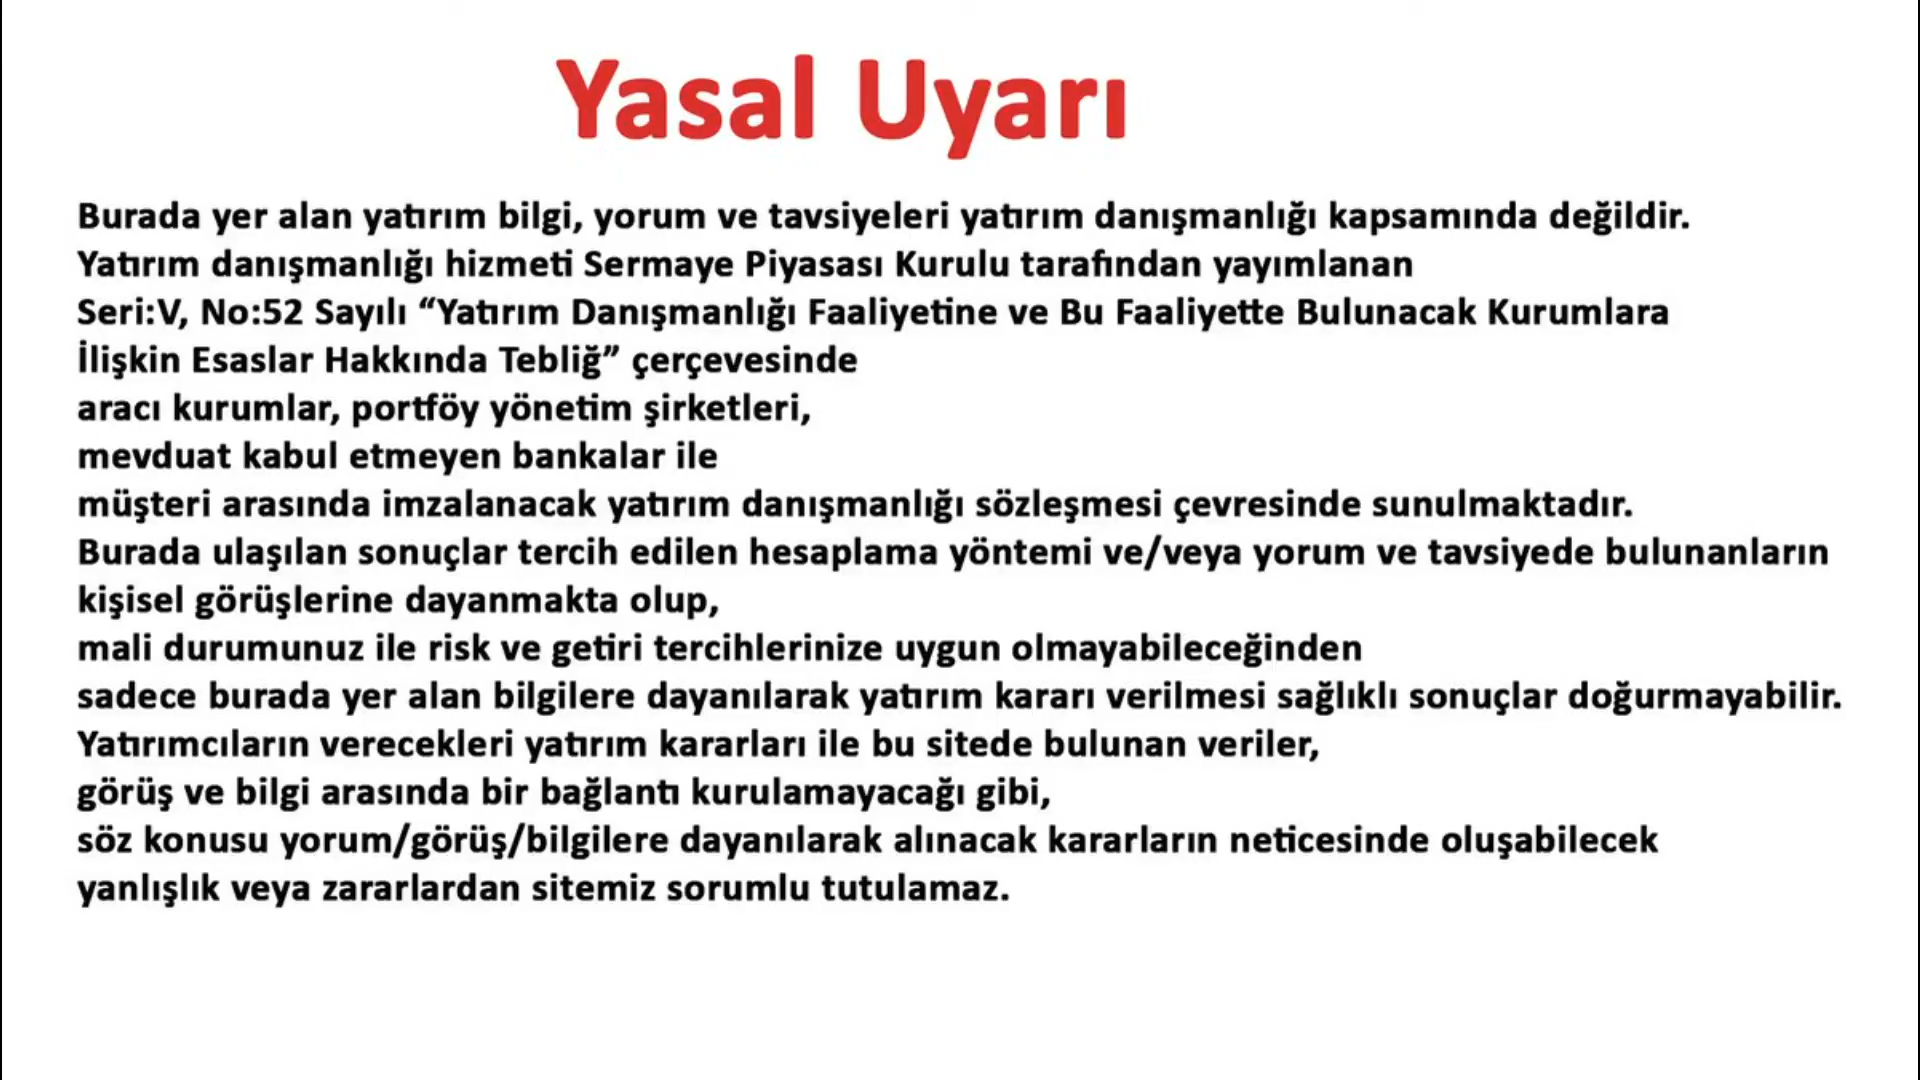 Yasal Uyarı
Burada yer alan yatırım bilgi, yorum ve tavsiyeleri yatırım danışmanlığı kapsamında değildir.
Yatırım danışmanlığı hizmeti Sermaye Piyasası Kurulu tarafından yayımlanan
Seri:V, No:52 Sayılı “Yatırım Danışmanlığı Faaliyetine ve Bu Faaliyette Bulunacak Kurumlara
İlişkin Esaslar Hakkında Tebliğ” çerçevesinde
aracı kurumlar, portföy yönetim şirketleri,
mevduat kabul etmeyen bankalar ile
müşteri arasında imzalanacak yatırım danışmanlığı sözleşmesi çevresinde sunulmaktadır.
Burada ulaşılan sonuçlar tercih edilen hesaplama yöntemi ve/veya yorum ve tavsiyede bulunanların
kişisel görüşlerine dayanmakta olup,
mali durumunuz ile risk ve getiri tercihlerinize uygun olmayabileceğinden
sadece burada yer alan bilgilere dayanılarak yatırım kararı verilmesi sağlıklı sonuçlar doğurmayabilir.
Yatırımcıların verecekleri yatırım kararları ile bu sitede bulunan veriler,
görüş ve bilgi arasında bir bağlantı kurulamayacağı gibi,
söz konusu yorum/görüş/bilgilere dayanılarak alınacak kararların neticesinde oluşabilecek
yanlışlık veya zararlardan sitemiz sorumlu tutulamaz.